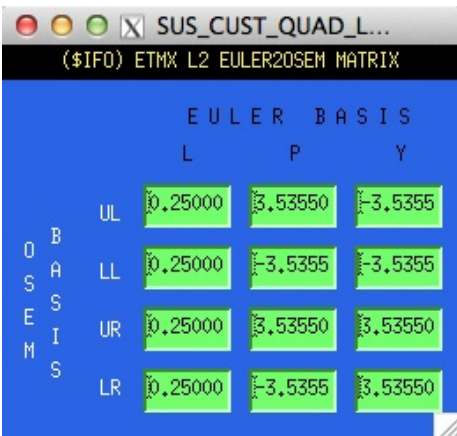 SUS_CUST_QUAD_L...
($IFO) ETMX L2 EULER2OSEM MATRIX
EULER BASIS
L P Y
OSEM
BASIS
UL 0.25000 3.53550 -3.5355
LL 0.25000 -3.5355 -3.5355
UR 0.25000 3.53550 3.53550
LR 0.25000 -3.5355 3.53550